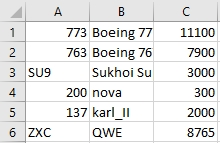 A B C
1 773 Boeing 77 11100
2 763 Boeing 76 7900
3 SU9 Sukhoi Su 3000
4 200 nova 300
5 137 karl_II 2000
6 ZXC QWE 8765